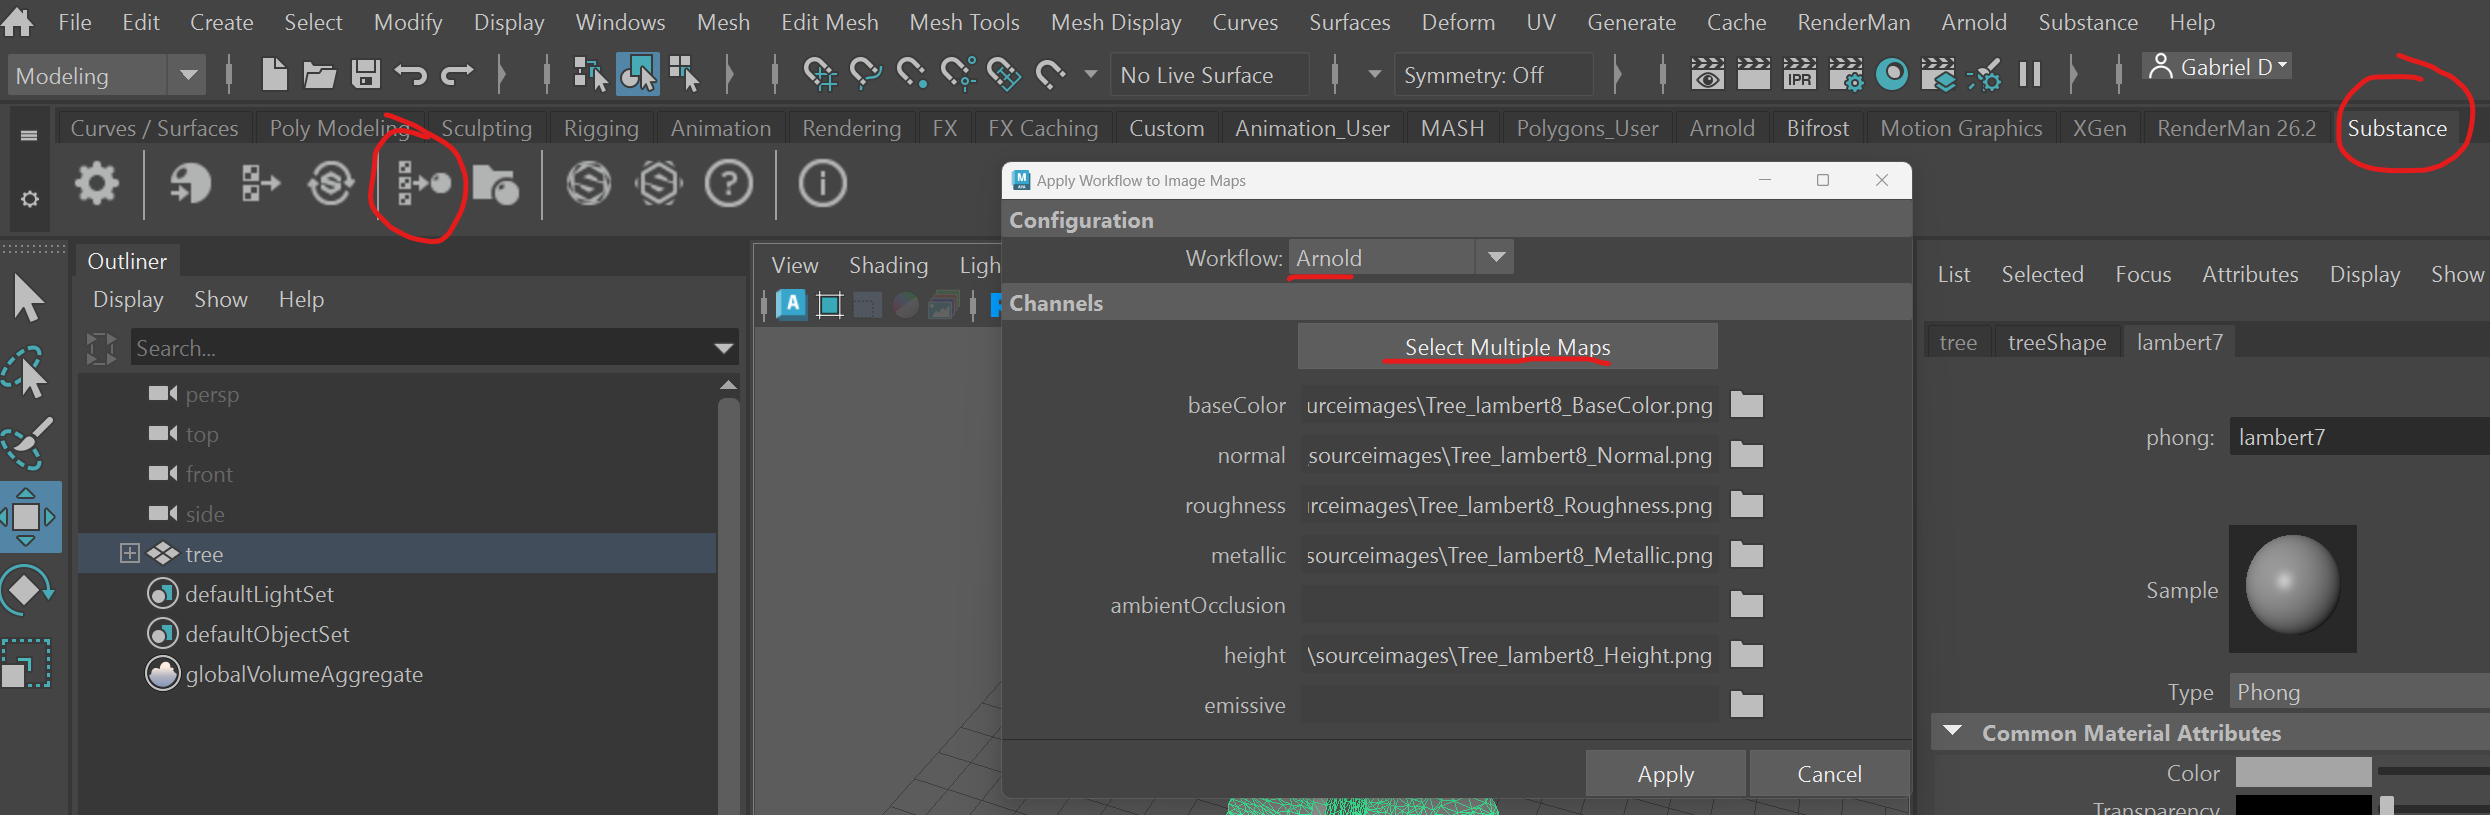 File Edit Create Select Modify Display Windows Mesh Edit Mesh Mesh Tools Mesh Display Curves Surfaces Deform UV Generate Cache RenderMan Arnold Substance Help
Modeling No Live Surface Symmetry: Off IPR Gabriel D
Curves / Surfaces Poly Modeling Sculpting Rigging Animation Rendering FX FX Caching Custom Animation_User MASH Polygons_User Arnold Bifrost Motion Graphics XGen RenderMan 26.2 Substance
Apply Workflow to Image Maps
Configuration
Workflow: Arnold
Channels
Select Multiple Maps
baseColor urceimages\Tree_lambert8_BaseColor.png
normal sourceimages\Tree_lambert8_Normal.png
roughness urceimages\Tree_lambert8_Roughness.png
metallic sourceimages\Tree_lambert8_Metallic.png
ambientOcclusion
height \sourceimages\Tree_lambert8_Height.png
emissive
Apply Cancel
Outliner
Display Show Help
Search...
persp
top
front
side
tree
defaultLightSet
defaultObjectSet
globalVolumeAggregate
View Shading Ligh
A
List Selected Focus Attributes Display Show
tree treeShape lambert7
phong: lambert7
Sample
Type Phong
Common Material Attributes
Color
Transparency